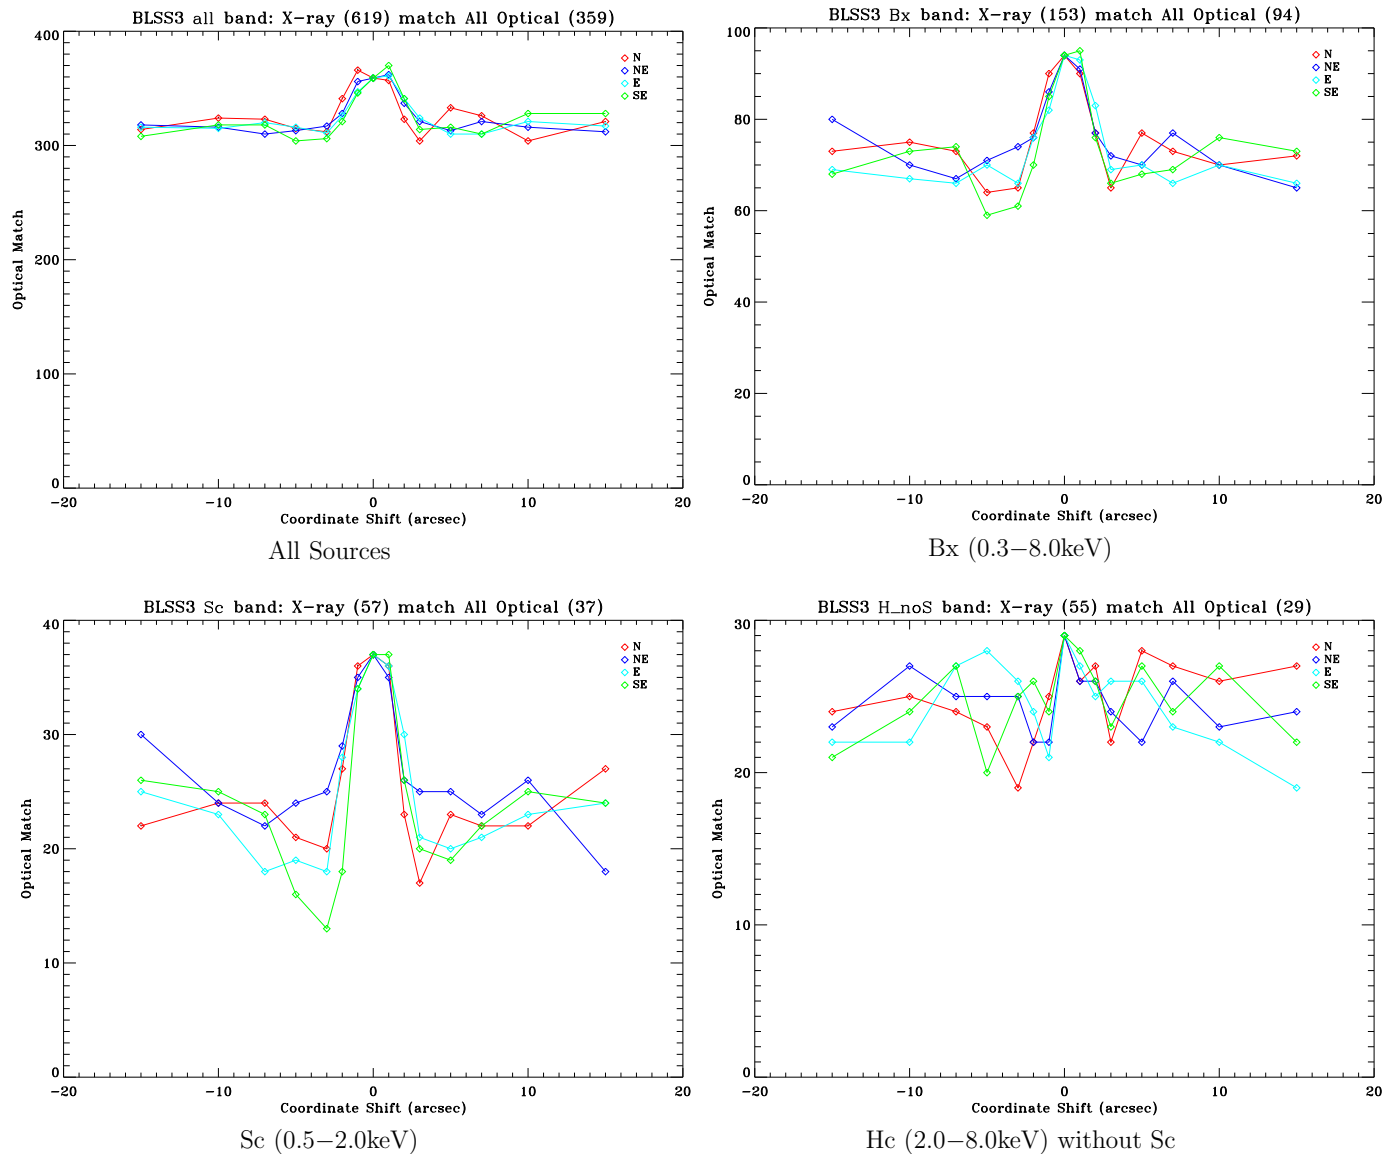 BLSS3 all band: X-ray (619) match All Optical (359)
400
300
200
100
0
Optical Match
−20
−10
0
10
20
Coordinate Shift (arcsec)
N
NE
E
SE
All Sources
BLSS3 Bx band: X-ray (153) match All Optical (94)
100
80
60
40
20
0
Optical Match
−20
−10
0
10
20
Coordinate Shift (arcsec)
N
NE
E
SE
Bx (0.3−8.0keV)
BLSS3 Sc band: X-ray (57) match All Optical (37)
40
30
20
10
0
Optical Match
−20
−10
0
10
20
Coordinate Shift (arcsec)
N
NE
E
SE
Sc (0.5−2.0keV)
BLSS3 H_noS band: X-ray (55) match All Optical (29)
30
20
10
0
Optical Match
−20
−10
0
10
20
Coordinate Shift (arcsec)
N
NE
E
SE
Hc (2.0−8.0keV) without Sc